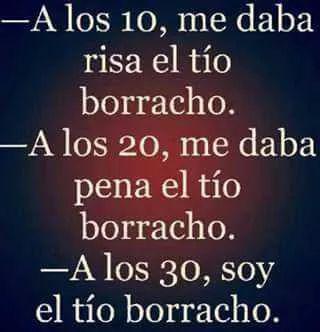 —A los 10, me daba
risa el tío
borracho.
—A los 20, me daba
pena el tío
borracho.
—A los 30, soy
el tío borracho.